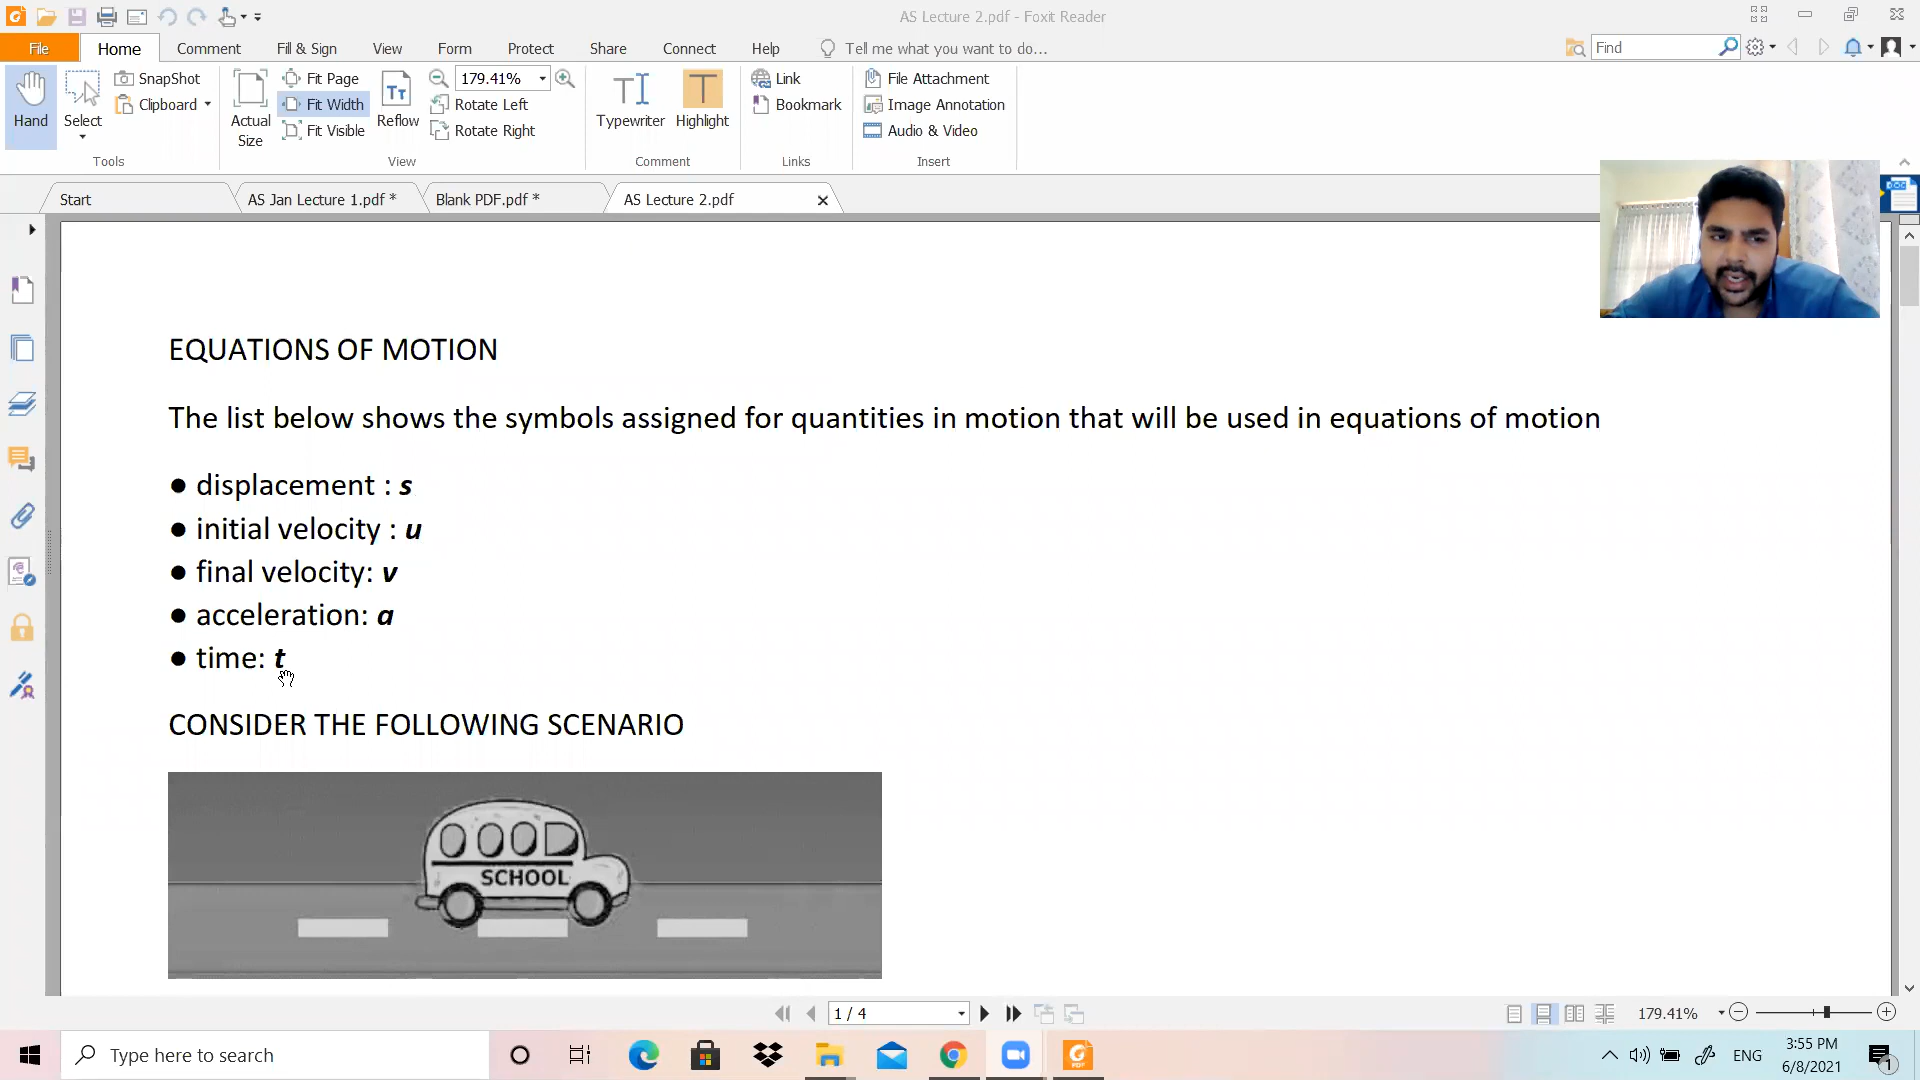 AS Lecture 2.pdf - Foxit Reader
File Home Comment Fill & Sign View Form Protect Share Connect Help Tell me what you want to do... Find
Hand
Select
SnapShot
Clipboard
Tools
Actual
Size
Fit Page
Fit Width
Fit Visible
Reflow
179.41%
Rotate Left
Rotate Right
View
Typewriter
Highlight
Comment
Link
Bookmark
Links
File Attachment
Image Annotation
Audio & Video
Insert
Start
AS Jan Lecture 1.pdf *
Blank PDF.pdf *
AS Lecture 2.pdf
DOC
EQUATIONS OF MOTION
The list below shows the symbols assigned for quantities in motion that will be used in equations of motion
● displacement : s
● initial velocity : u
● final velocity: v
● acceleration: a
● time: t
CONSIDER THE FOLLOWING SCENARIO
SCHOOL
1 / 4
179.41%
Type here to search
ENG
3:55 PM
6/8/2021
1